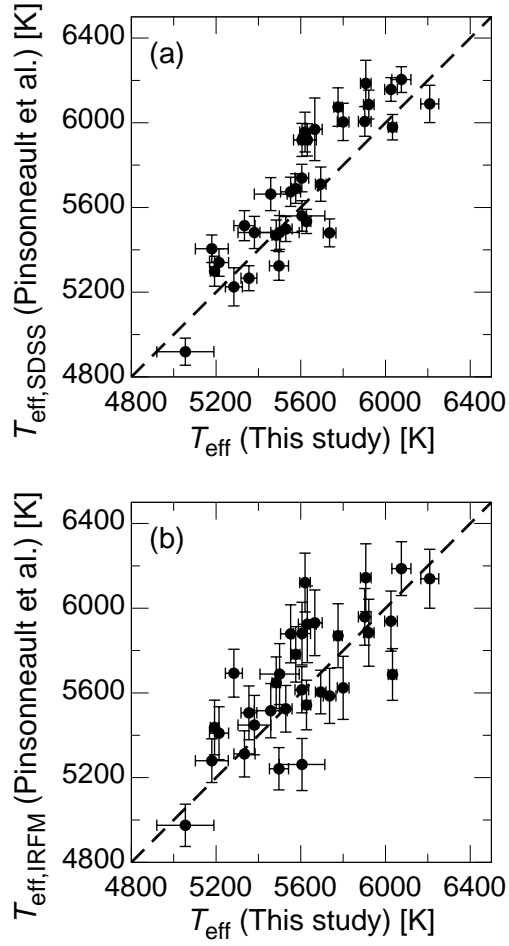 (a)
6400
6000
5600
5200
4800
T_eff,SDSS (Pinsonneault et al.) [K]
4800 5200 5600 6000 6400
T_eff (This study) [K]
(b)
6400
6000
5600
5200
4800
T_eff,IRFM (Pinsonneault et al.) [K]
4800 5200 5600 6000 6400
T_eff (This study) [K]